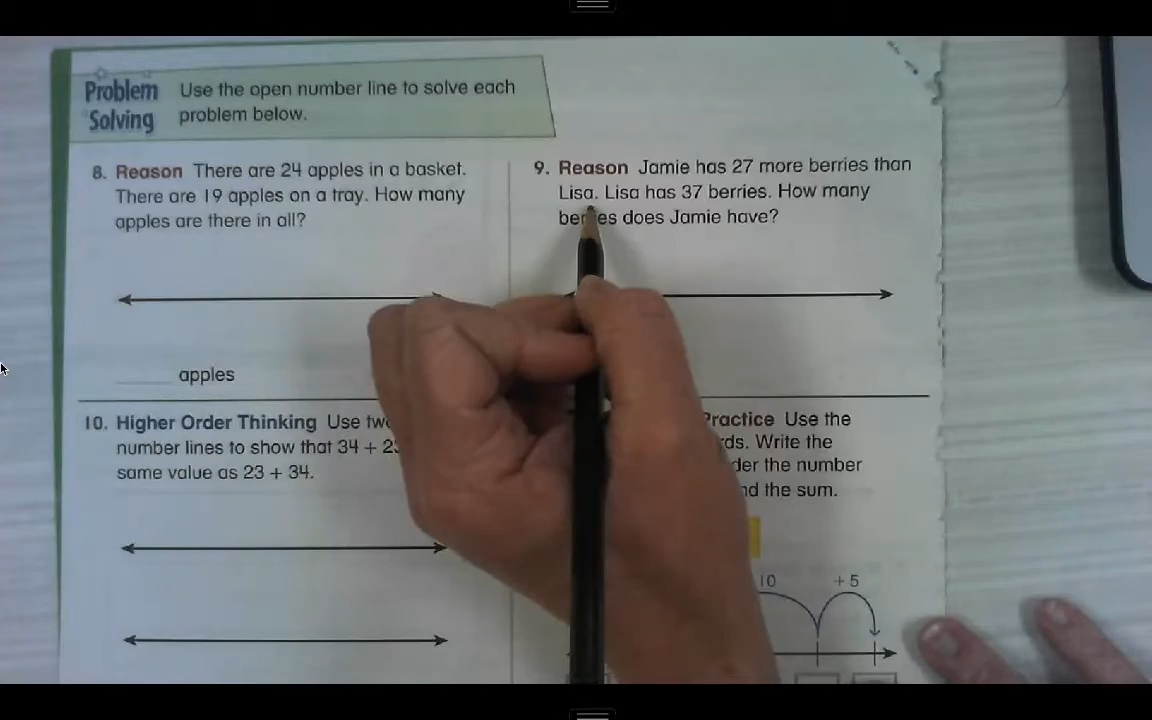 Problem Solving
Use the open number line to solve each
problem below.
8. Reason There are 24 apples in a basket.
There are 19 apples on a tray. How many
apples are there in all?
apples
9. Reason Jamie has 27 more berries than
Lisa. Lisa has 37 berries. How many
does Jamie have?
10. Higher Order Thinking Use
number lines to show that 34 +
same value as 23 + 34.
Practice Use the
Write the
the number
the sum.
10 +5